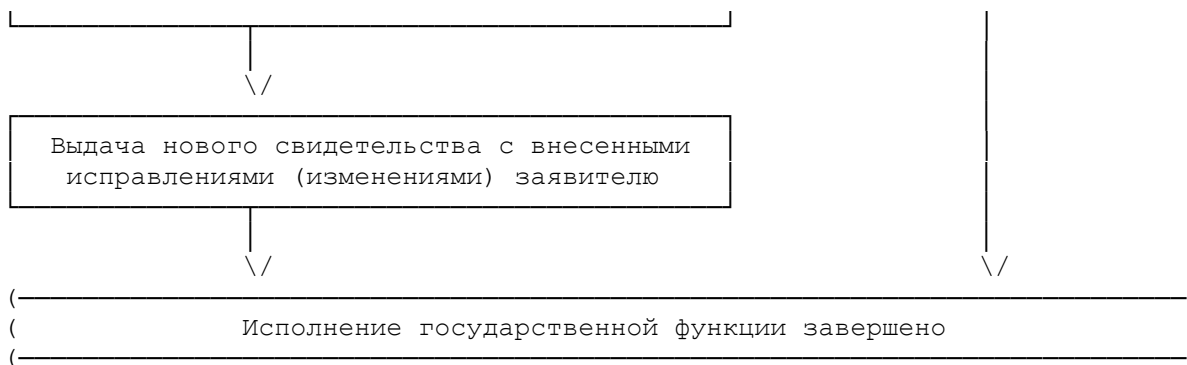 Выдача нового свидетельства с внесенными
исправлениями (изменениями) заявителю
Исполнение государственной функции завершено